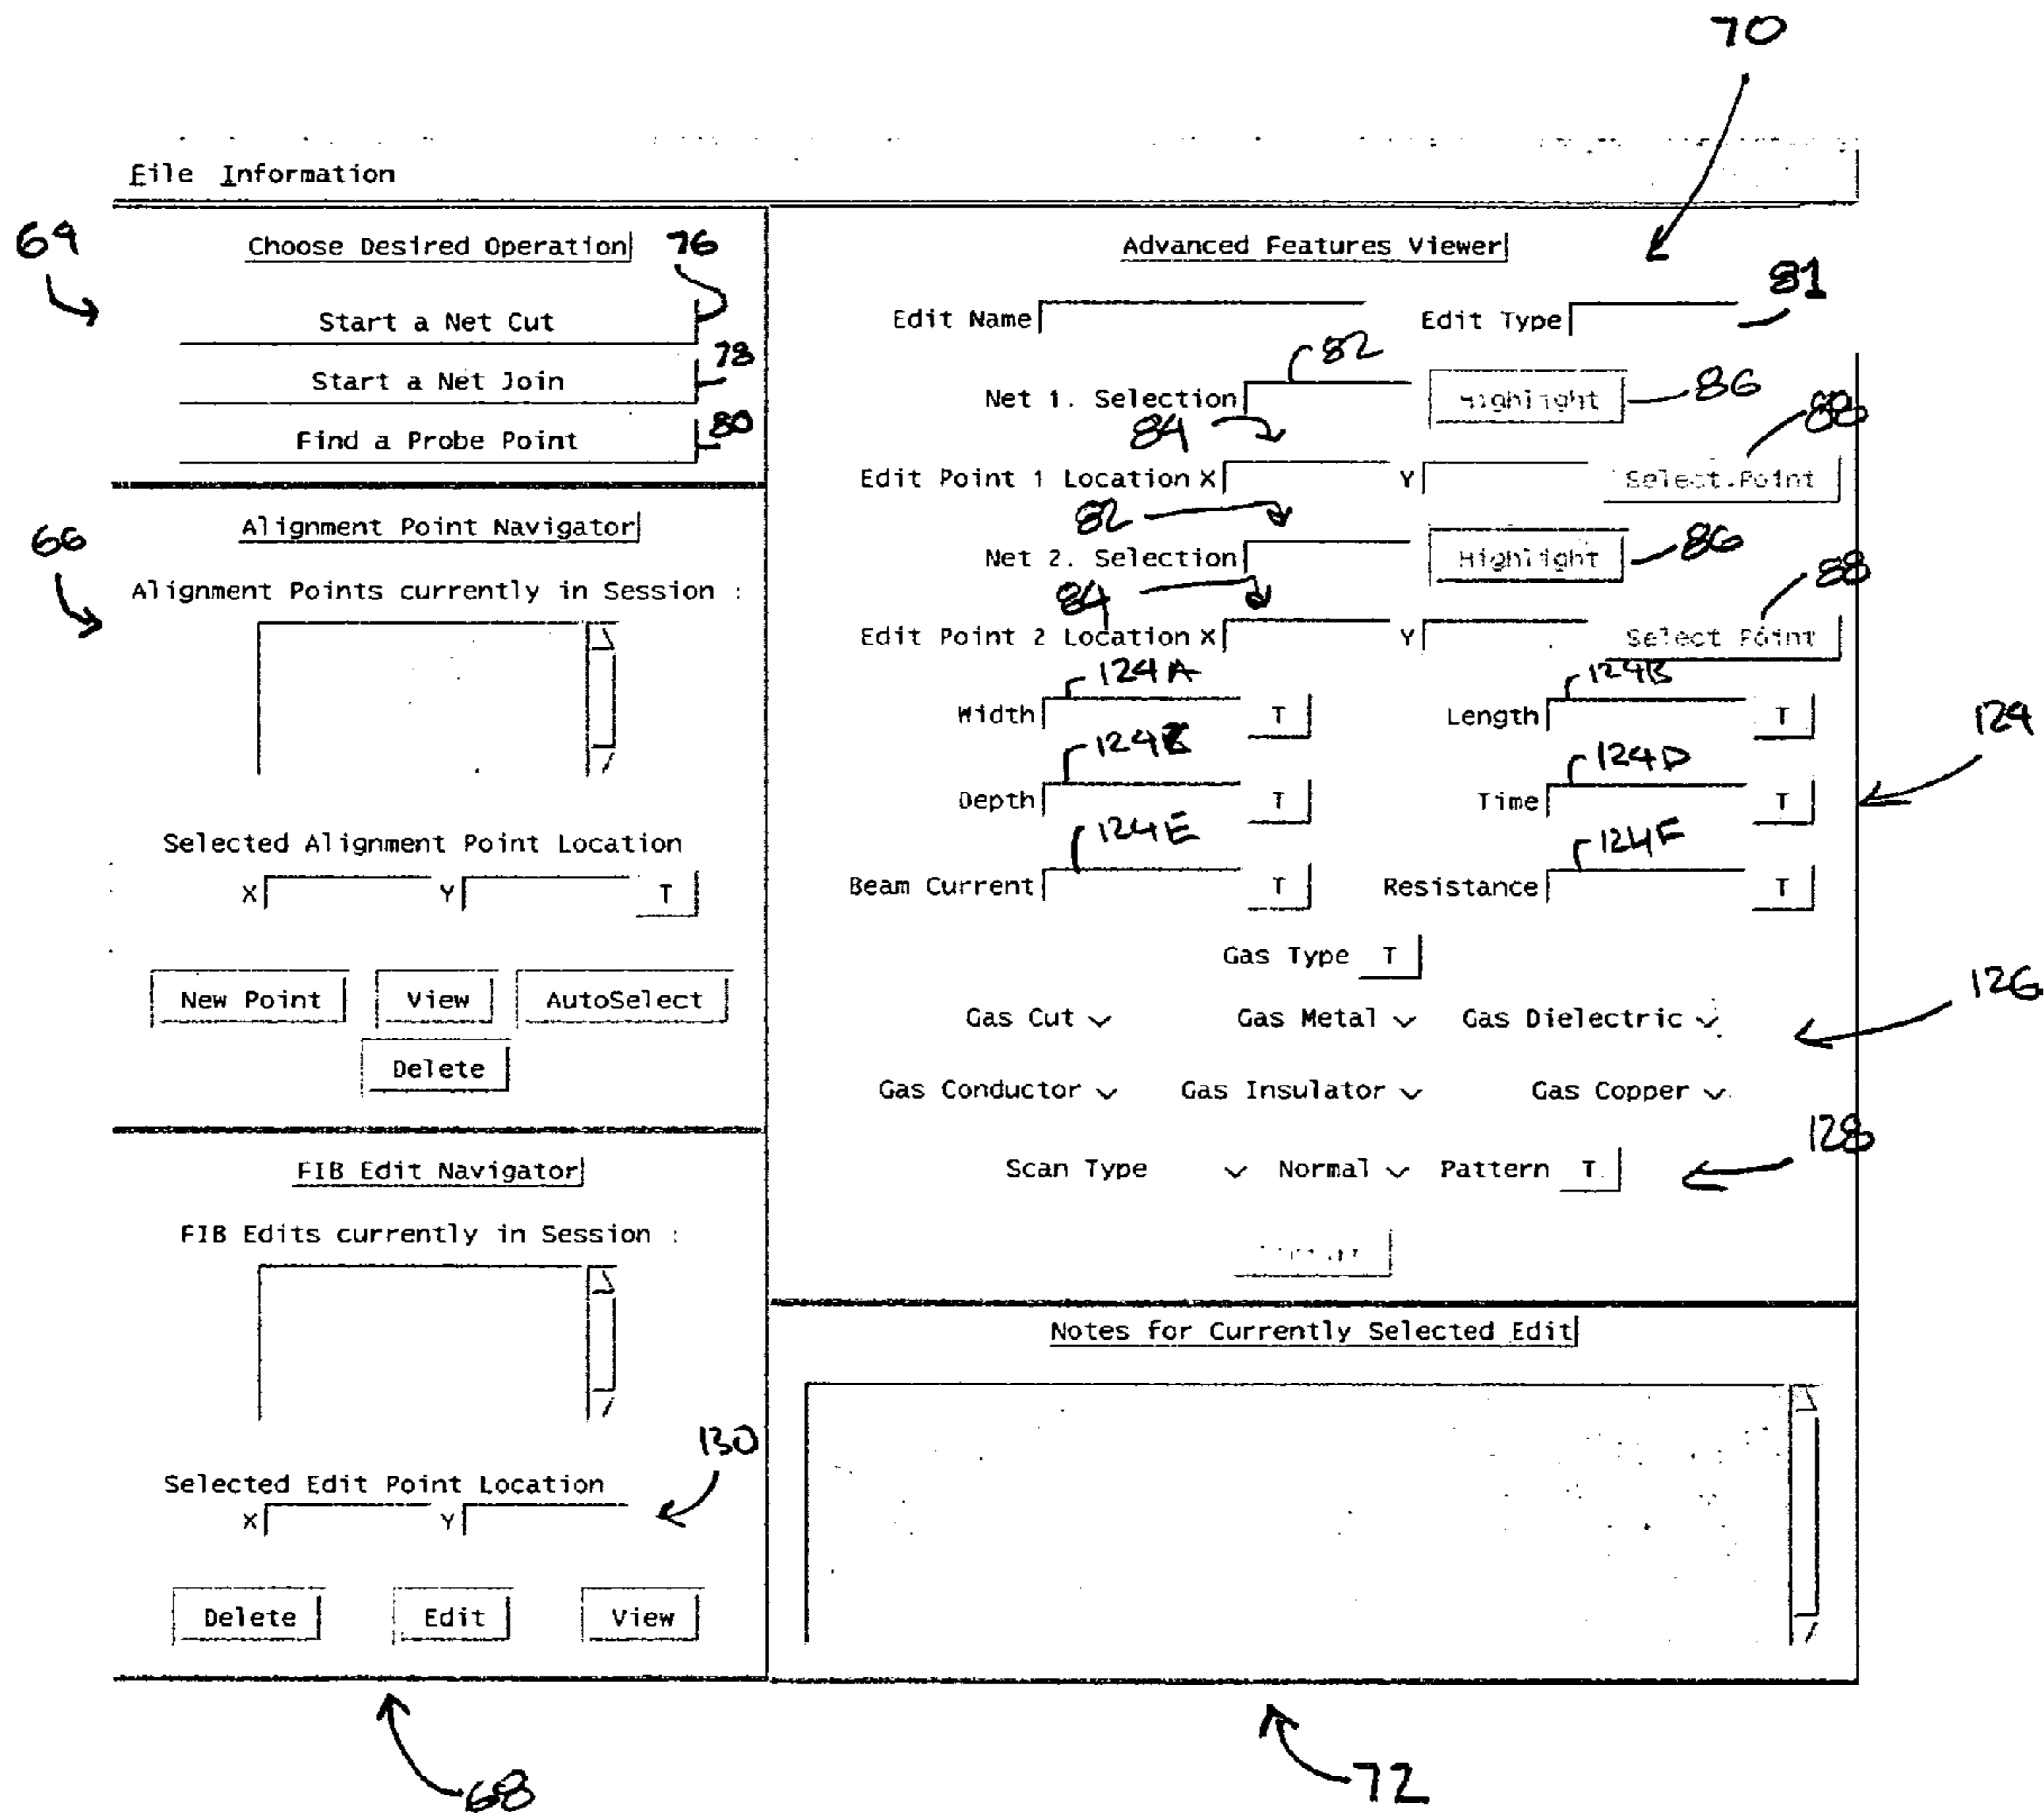 70
File Information
64
Choose Desired Operation
76
Start a Net Cut
78
Start a Net Join
80
Find a Probe Point
66
Alignment Point Navigator
Alignment Points currently in Session :
Selected Alignment Point Location
X Y T
New Point View AutoSelect
Delete
FIB Edit Navigator
FIB Edits currently in Session :
130
Selected Edit Point Location
X Y
Delete Edit View
68
Advanced Features Viewer
81
Edit Name Edit Type
82
Net 1. Selection Highlight 86
84 88
Edit Point 1 Location X Y Select Point
82
Net 2. Selection Highlight 86
84 88
Edit Point 2 Location X Y Select Point
124A 124B
Width T Length T
124
124C 124D
Depth T Time T
124E 124F
Beam Current T Resistance T
Gas Type T
126
Gas Cut Gas Metal Gas Dielectric
Gas Conductor Gas Insulator Gas Copper
128
Scan Type Normal Pattern T
Notes for Currently Selected Edit
72